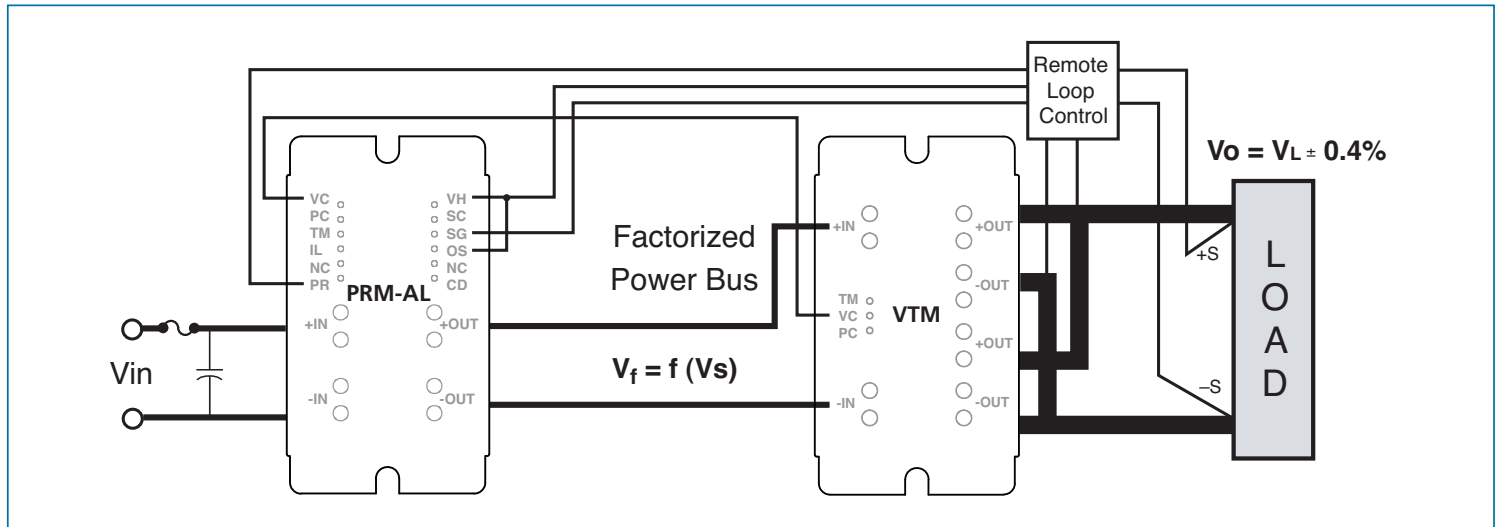 Remote
Loop
Control
Vo = VL ± 0.4%
VC
PC
TM
IL
NC
PR
VH
SC
SG
OS
NC
CD
PRM-AL
+IN
-IN
+OUT
-OUT
Vin
Factorized
Power Bus
Vf = f (Vs)
+IN
-IN
TM
VC
PC
VTM
+OUT
-OUT
+OUT
-OUT
+S
–S
L
O
A
D